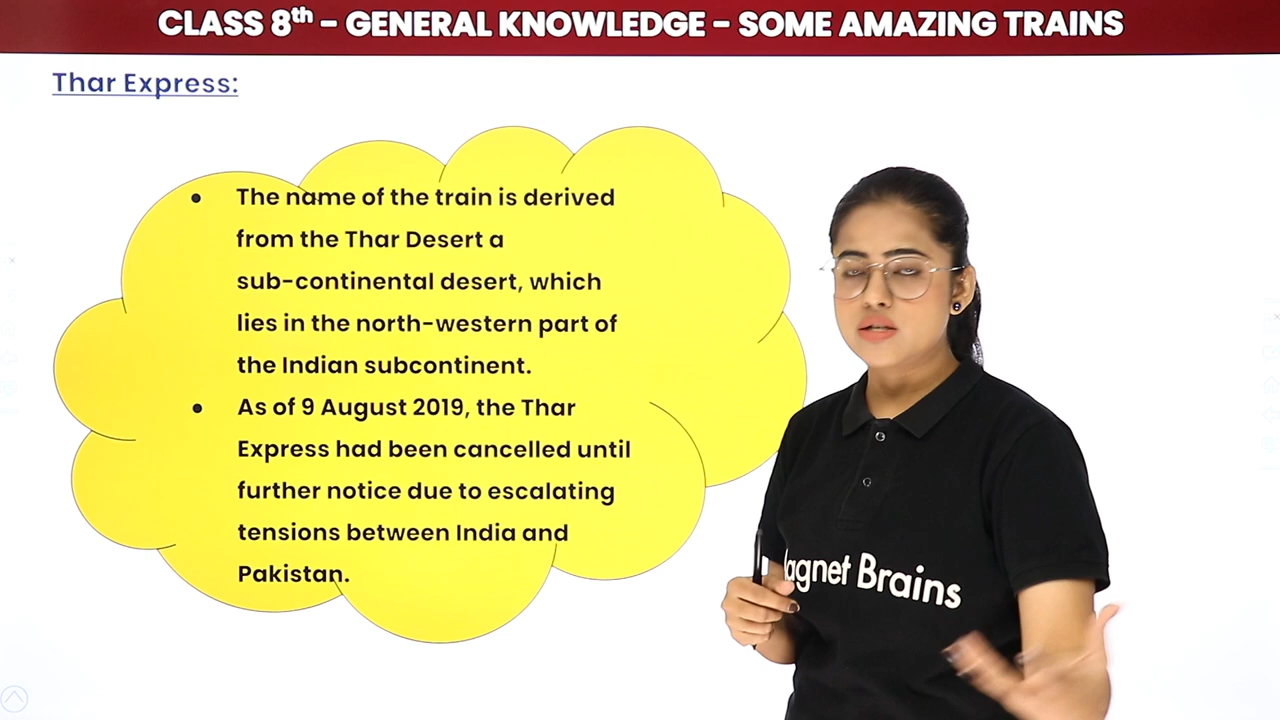 CLASS 8th – GENERAL KNOWLEDGE – SOME AMAZING TRAINS
Thar Express:
• The name of the train is derived
from the Thar Desert a
sub-continental desert, which
lies in the north-western part of
the Indian subcontinent.
• As of 9 August 2019, the Thar
Express had been cancelled until
further notice due to escalating
tensions between India and
Pakistan.
agnet Brains